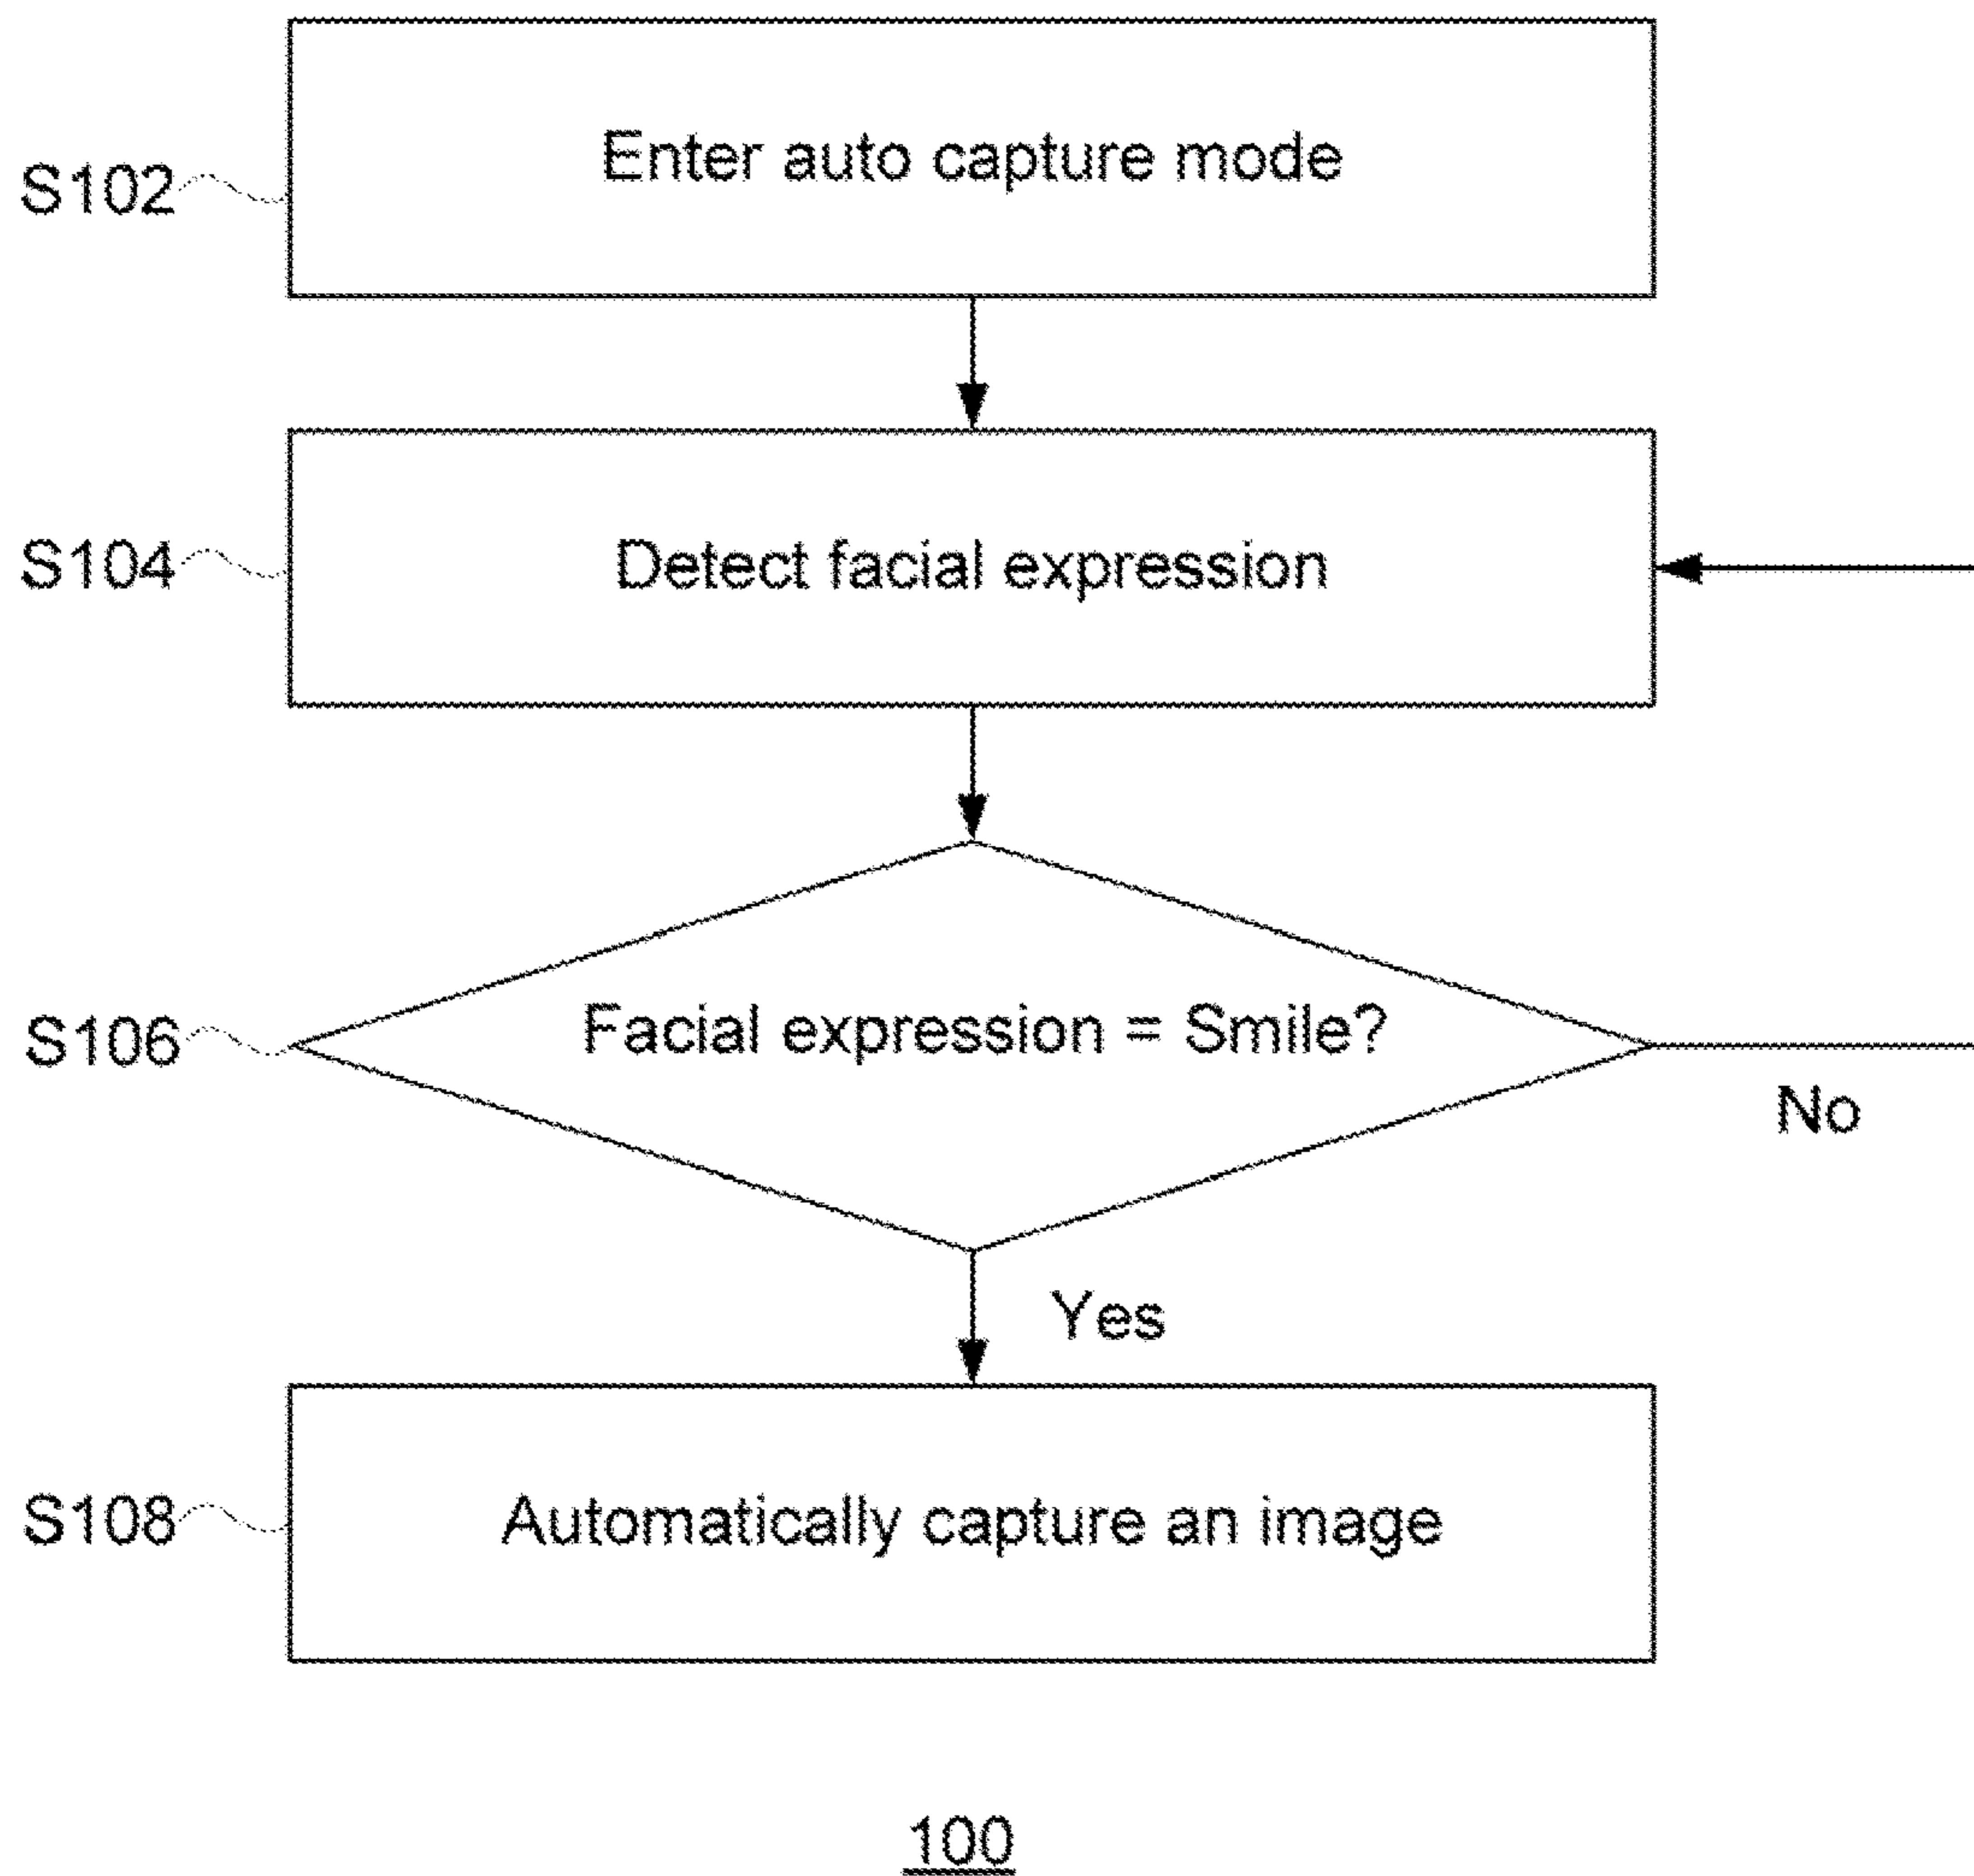 Enter auto capture mode
S102
Detect facial expression
S104
Facial expression = Smile?
S106
No
Yes
Automatically capture an image
S108
100